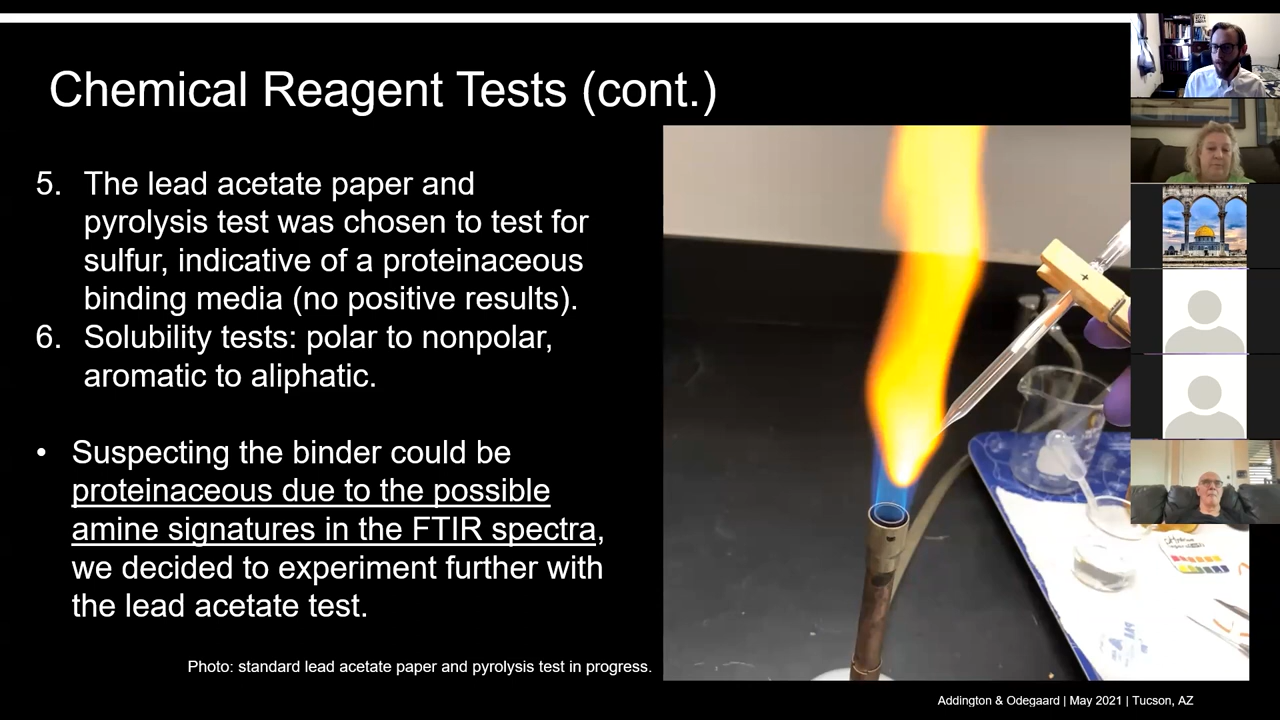 Chemical Reagent Tests (cont.)
5. The lead acetate paper and
pyrolysis test was chosen to test for
sulfur, indicative of a proteinaceous
binding media (no positive results).
6. Solubility tests: polar to nonpolar,
aromatic to aliphatic.
• Suspecting the binder could be
proteinaceous due to the possible
amine signatures in the FTIR spectra,
we decided to experiment further with
the lead acetate test.
Photo: standard lead acetate paper and pyrolysis test in progress.
Addington & Odegaard | May 2021 | Tucson, AZ